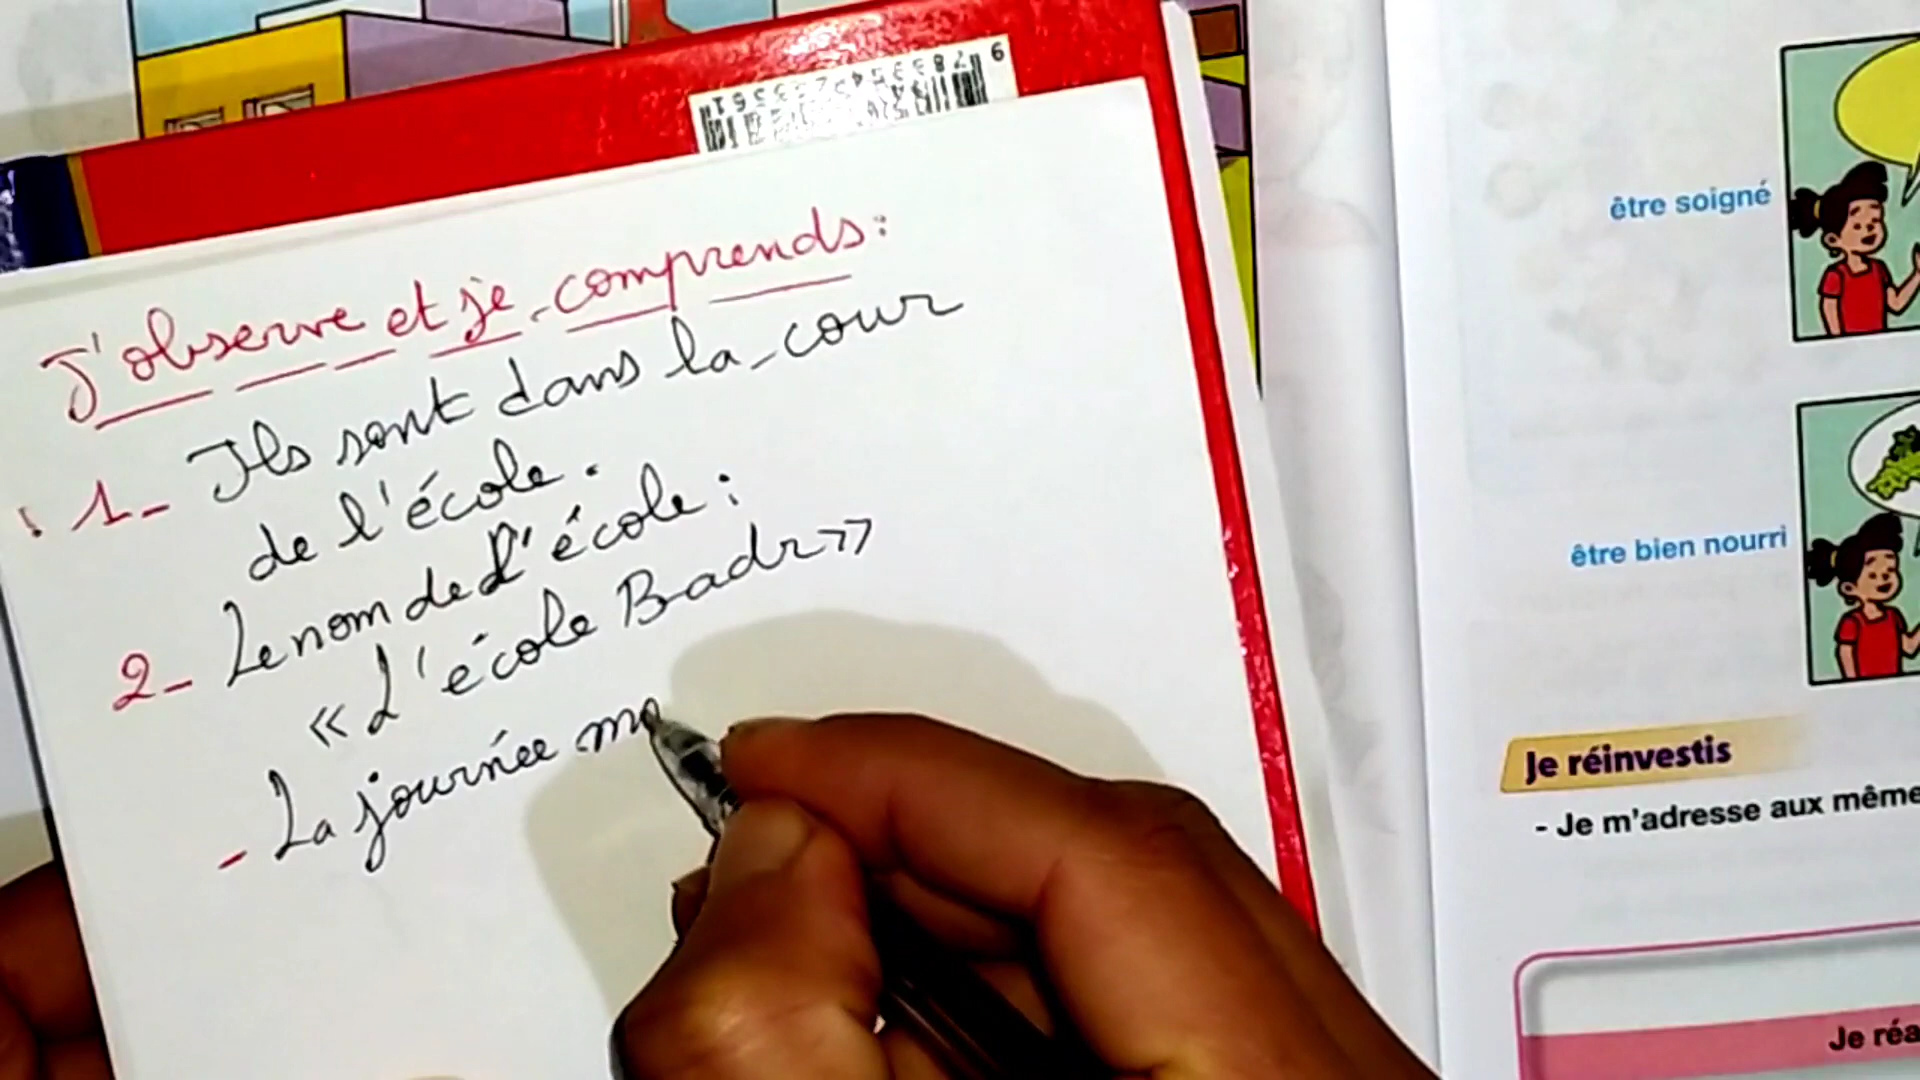 J'observe et je comprends:
1- Ils sont dans la cour
de l'école.
2- Le nom de l'école:
« L'école Badr»
- La journée mo
être soigné
être bien nourri
Je réinvestis
- Je m'adresse aux même
Je réa